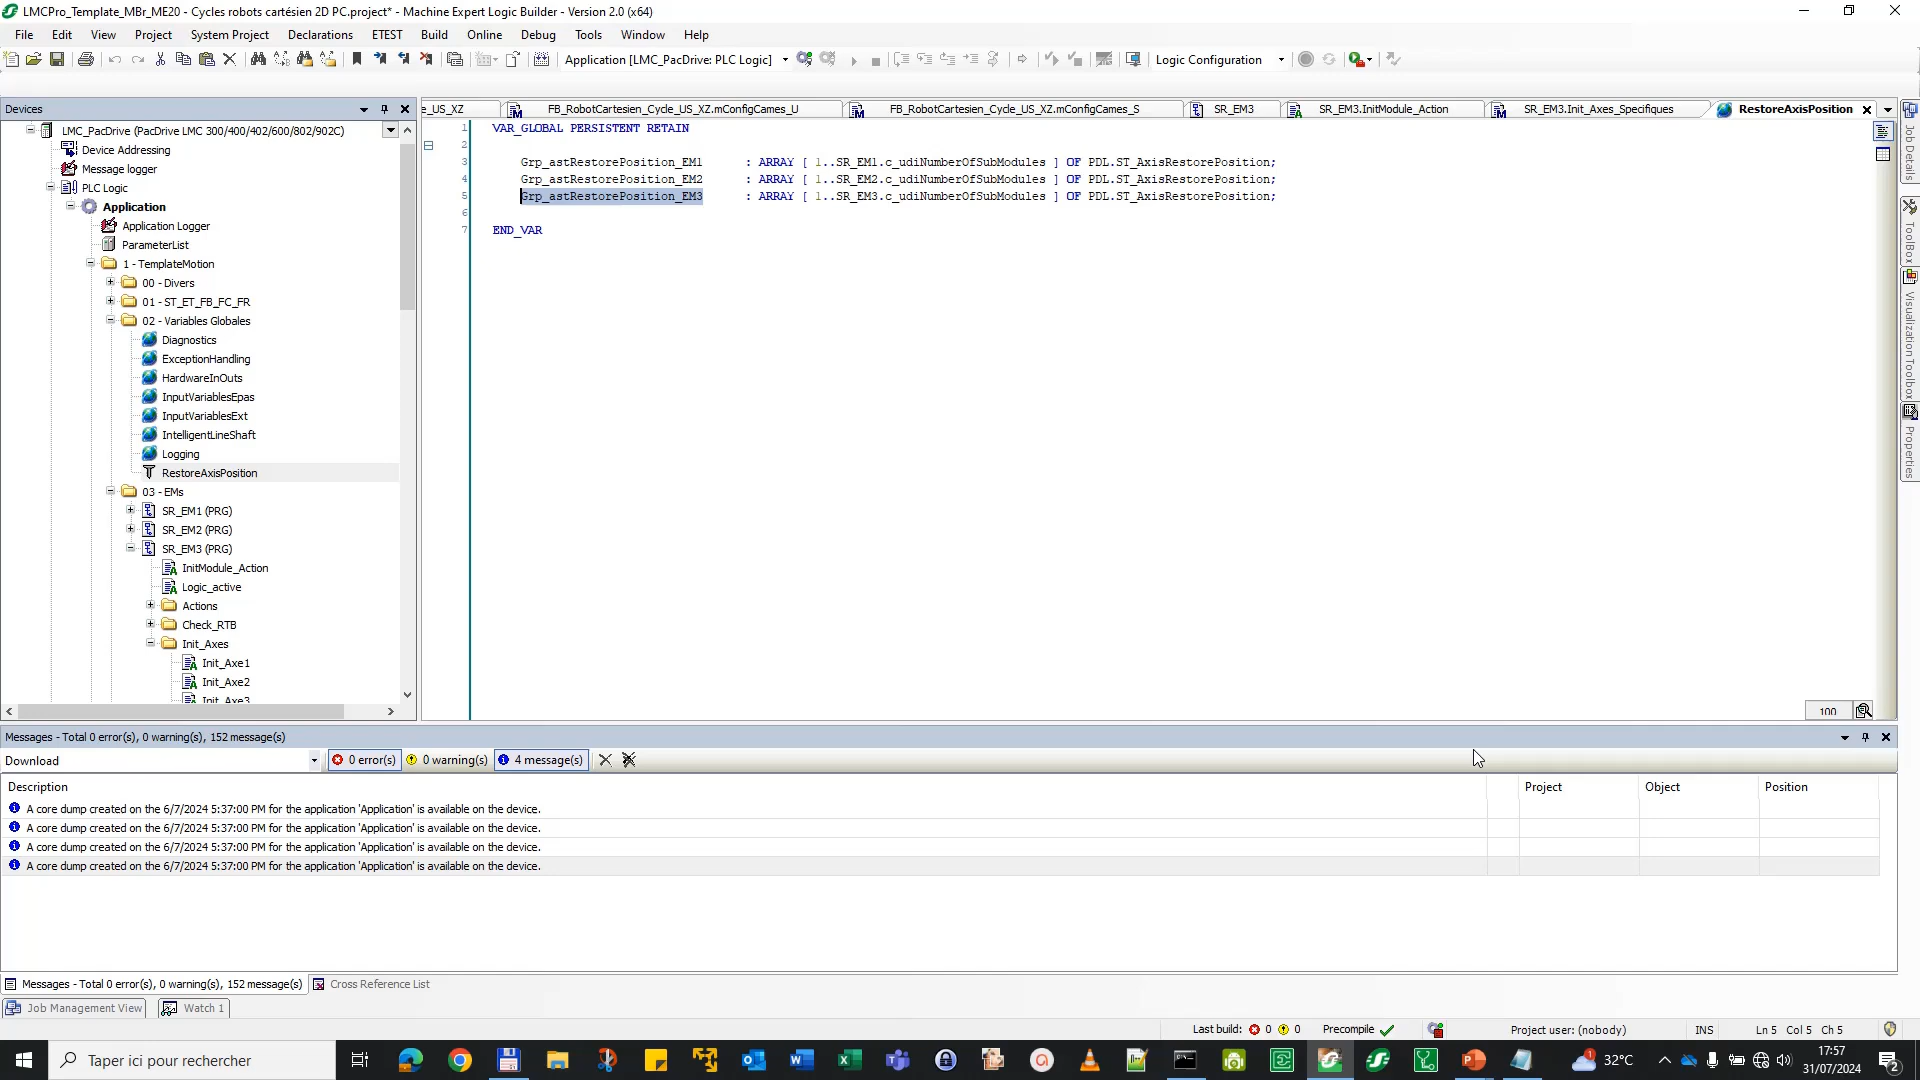 LMCPro_Template_MBr_ME20 - Cycles robots cartésien 2D PC.project* - Machine Expert Logic Builder - Version 2.0 (x64)
File Edit View Project System Project Declarations ETEST Build Online Debug Tools Window Help
Application [LMC_PacDrive: PLC Logic]
Logic Configuration
Devices
LMC_PacDrive (PacDrive LMC 300/400/402/600/802/902C)
Device Addressing
Message logger
PLC Logic
Application
Application Logger
ParameterList
1 - TemplateMotion
00 - Divers
01 - ST_ET_FB_FC_FR
02 - Variables Globales
Diagnostics
ExceptionHandling
HardwareInOuts
InputVariablesEpas
InputVariablesExt
IntelligentLineShaft
Logging
RestoreAxisPosition
03 - EMs
SR_EM1 (PRG)
SR_EM2 (PRG)
SR_EM3 (PRG)
InitModule_Action
Logic_active
Actions
Check_RTB
Init_Axes
Init_Axe1
Init_Axe2
Init_Axe3
e_US_XZ
FB_RobotCartesien_Cycle_US_XZ.mConfigCames_U
FB_RobotCartesien_Cycle_US_XZ.mConfigCames_S
SR_EM3
SR_EM3.InitModule_Action
SR_EM3.Init_Axes_Specifiques
RestoreAxisPosition
1 VAR_GLOBAL PERSISTENT RETAIN
2
3 Grp_astRestorePosition_EM1 : ARRAY [ 1..SR_EM1.c_udiNumberOfSubModules ] OF PDL.ST_AxisRestorePosition;
4 Grp_astRestorePosition_EM2 : ARRAY [ 1..SR_EM2.c_udiNumberOfSubModules ] OF PDL.ST_AxisRestorePosition;
5 Grp_astRestorePosition_EM3 : ARRAY [ 1..SR_EM3.c_udiNumberOfSubModules ] OF PDL.ST_AxisRestorePosition;
6
7 END_VAR
100
Job Details
ToolBox
Visualization Toolbox
Properties
Messages - Total 0 error(s), 0 warning(s), 152 message(s)
Download
0 error(s)
0 warning(s)
4 message(s)
Description Project Object Position
A core dump created on the 6/7/2024 5:37:00 PM for the application 'Application' is available on the device.
A core dump created on the 6/7/2024 5:37:00 PM for the application 'Application' is available on the device.
A core dump created on the 6/7/2024 5:37:00 PM for the application 'Application' is available on the device.
A core dump created on the 6/7/2024 5:37:00 PM for the application 'Application' is available on the device.
Messages - Total 0 error(s), 0 warning(s), 152 message(s)
Cross Reference List
Job Management View
Watch 1
Last build: 0 0 Precompile
Project user: (nobody)
INS
Ln 5 Col 5 Ch 5
Taper ici pour rechercher
32°C
17:57
31/07/2024
2